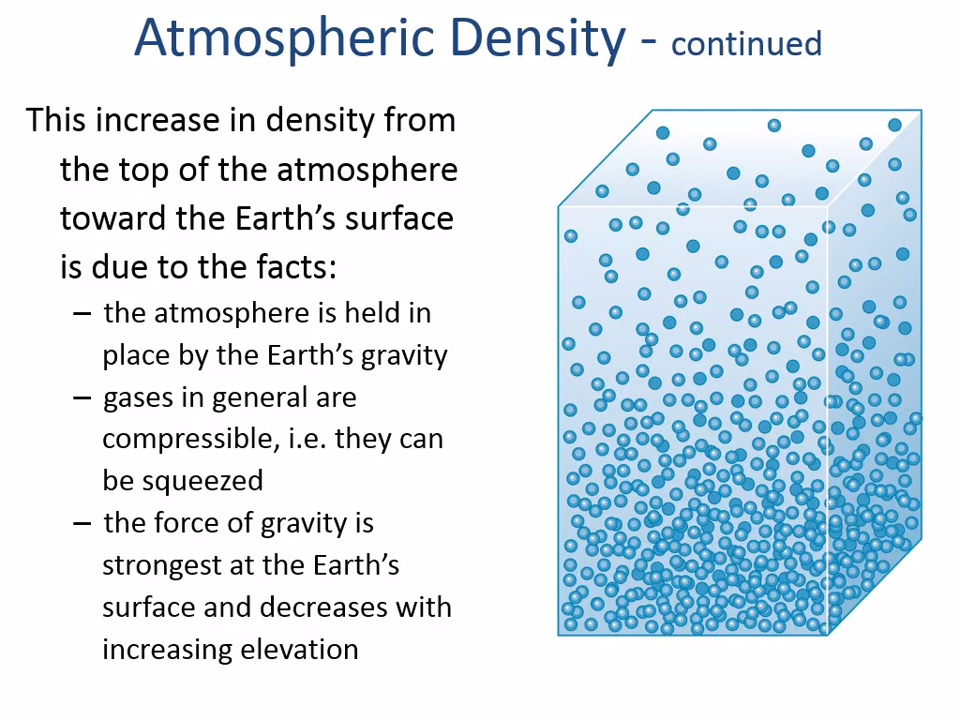 Atmospheric Density - continued
This increase in density from
the top of the atmosphere
toward the Earth’s surface
is due to the facts:
– the atmosphere is held in
place by the Earth’s gravity
– gases in general are
compressible, i.e. they can
be squeezed
– the force of gravity is
strongest at the Earth’s
surface and decreases with
increasing elevation